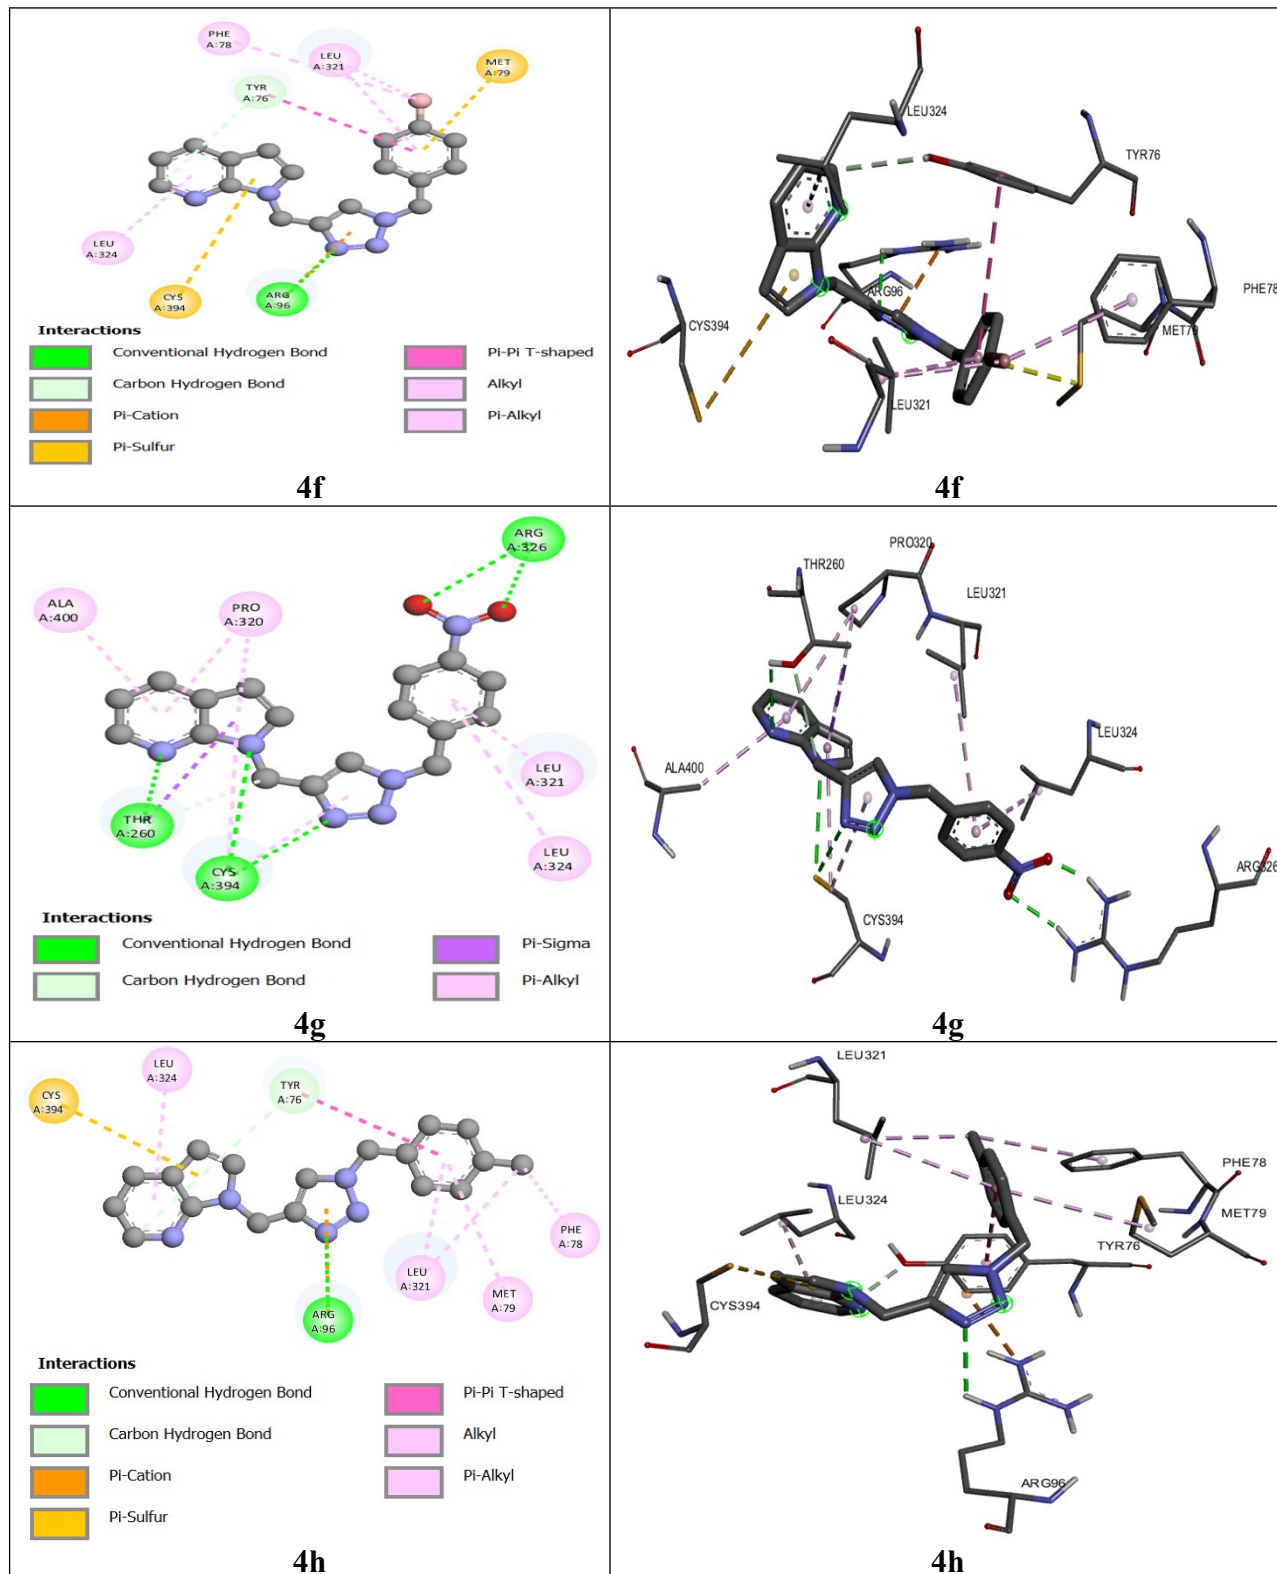 PHE
A:78
LEU
A:321
MET
A:79
TYR
A:76
LEU
A:324
CYS
A:394
ARG
A:96
Interactions
Conventional Hydrogen Bond
Carbon Hydrogen Bond
Pi-Cation
Pi-Sulfur
Pi-Pi T-shaped
Alkyl
Pi-Alkyl
4f
LEU324
TYR76
ARG96
PHE78
MET79
CYS394
LEU321
4f
ARG
A:326
ALA
A:400
PRO
A:320
LEU
A:321
THR
A:260
LEU
A:324
CYS
A:394
Interactions
Conventional Hydrogen Bond
Carbon Hydrogen Bond
Pi-Sigma
Pi-Alkyl
4g
PRO320
THR260
LEU321
LEU324
ALA400
ARG326
CYS394
4g
LEU
A:324
CYS
A:394
TYR
A:76
PHE
A:78
LEU
A:321
MET
A:79
ARG
A:96
Interactions
Conventional Hydrogen Bond
Carbon Hydrogen Bond
Pi-Cation
Pi-Sulfur
Pi-Pi T-shaped
Alkyl
Pi-Alkyl
4h
LEU321
PHE78
LEU324
MET79
TYR76
CYS394
ARG96
4h